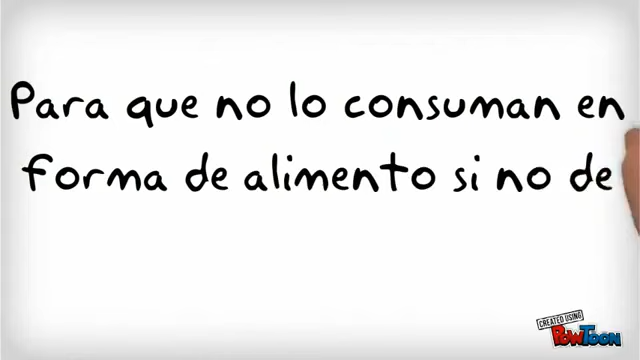 Para que no lo consuman en
forma de alimento si no de
CREATED USING
POWTOON